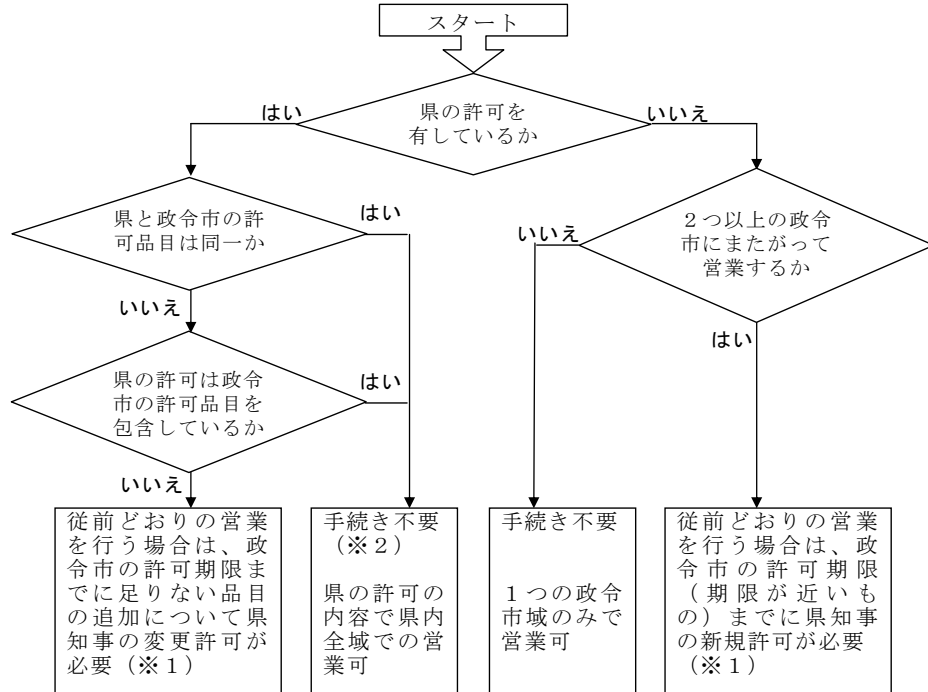 スタート
県の許可を
有しているか
はい
いいえ
県と政令市の許
可品目は同一か
はい
いいえ
２つ以上の政令
市にまたがって
営業するか
いいえ
はい
県の許可は政令
市の許可品目を
包含しているか
はい
いいえ
従前どおりの営業
を行う場合は、政
令市の許可期限ま
でに足りない品目
の追加について県
知事の変更許可が
必要（※１）
手続き不要
（※２）
県の許可の
内容で県内
全域での営
業可
手続き不要
１つの政令
市域のみで
営業可
従前どおりの営業
を行う場合は、政
令市の許可期限
（期限が近いも
の）までに県知事
の新規許可が必要
（※１）